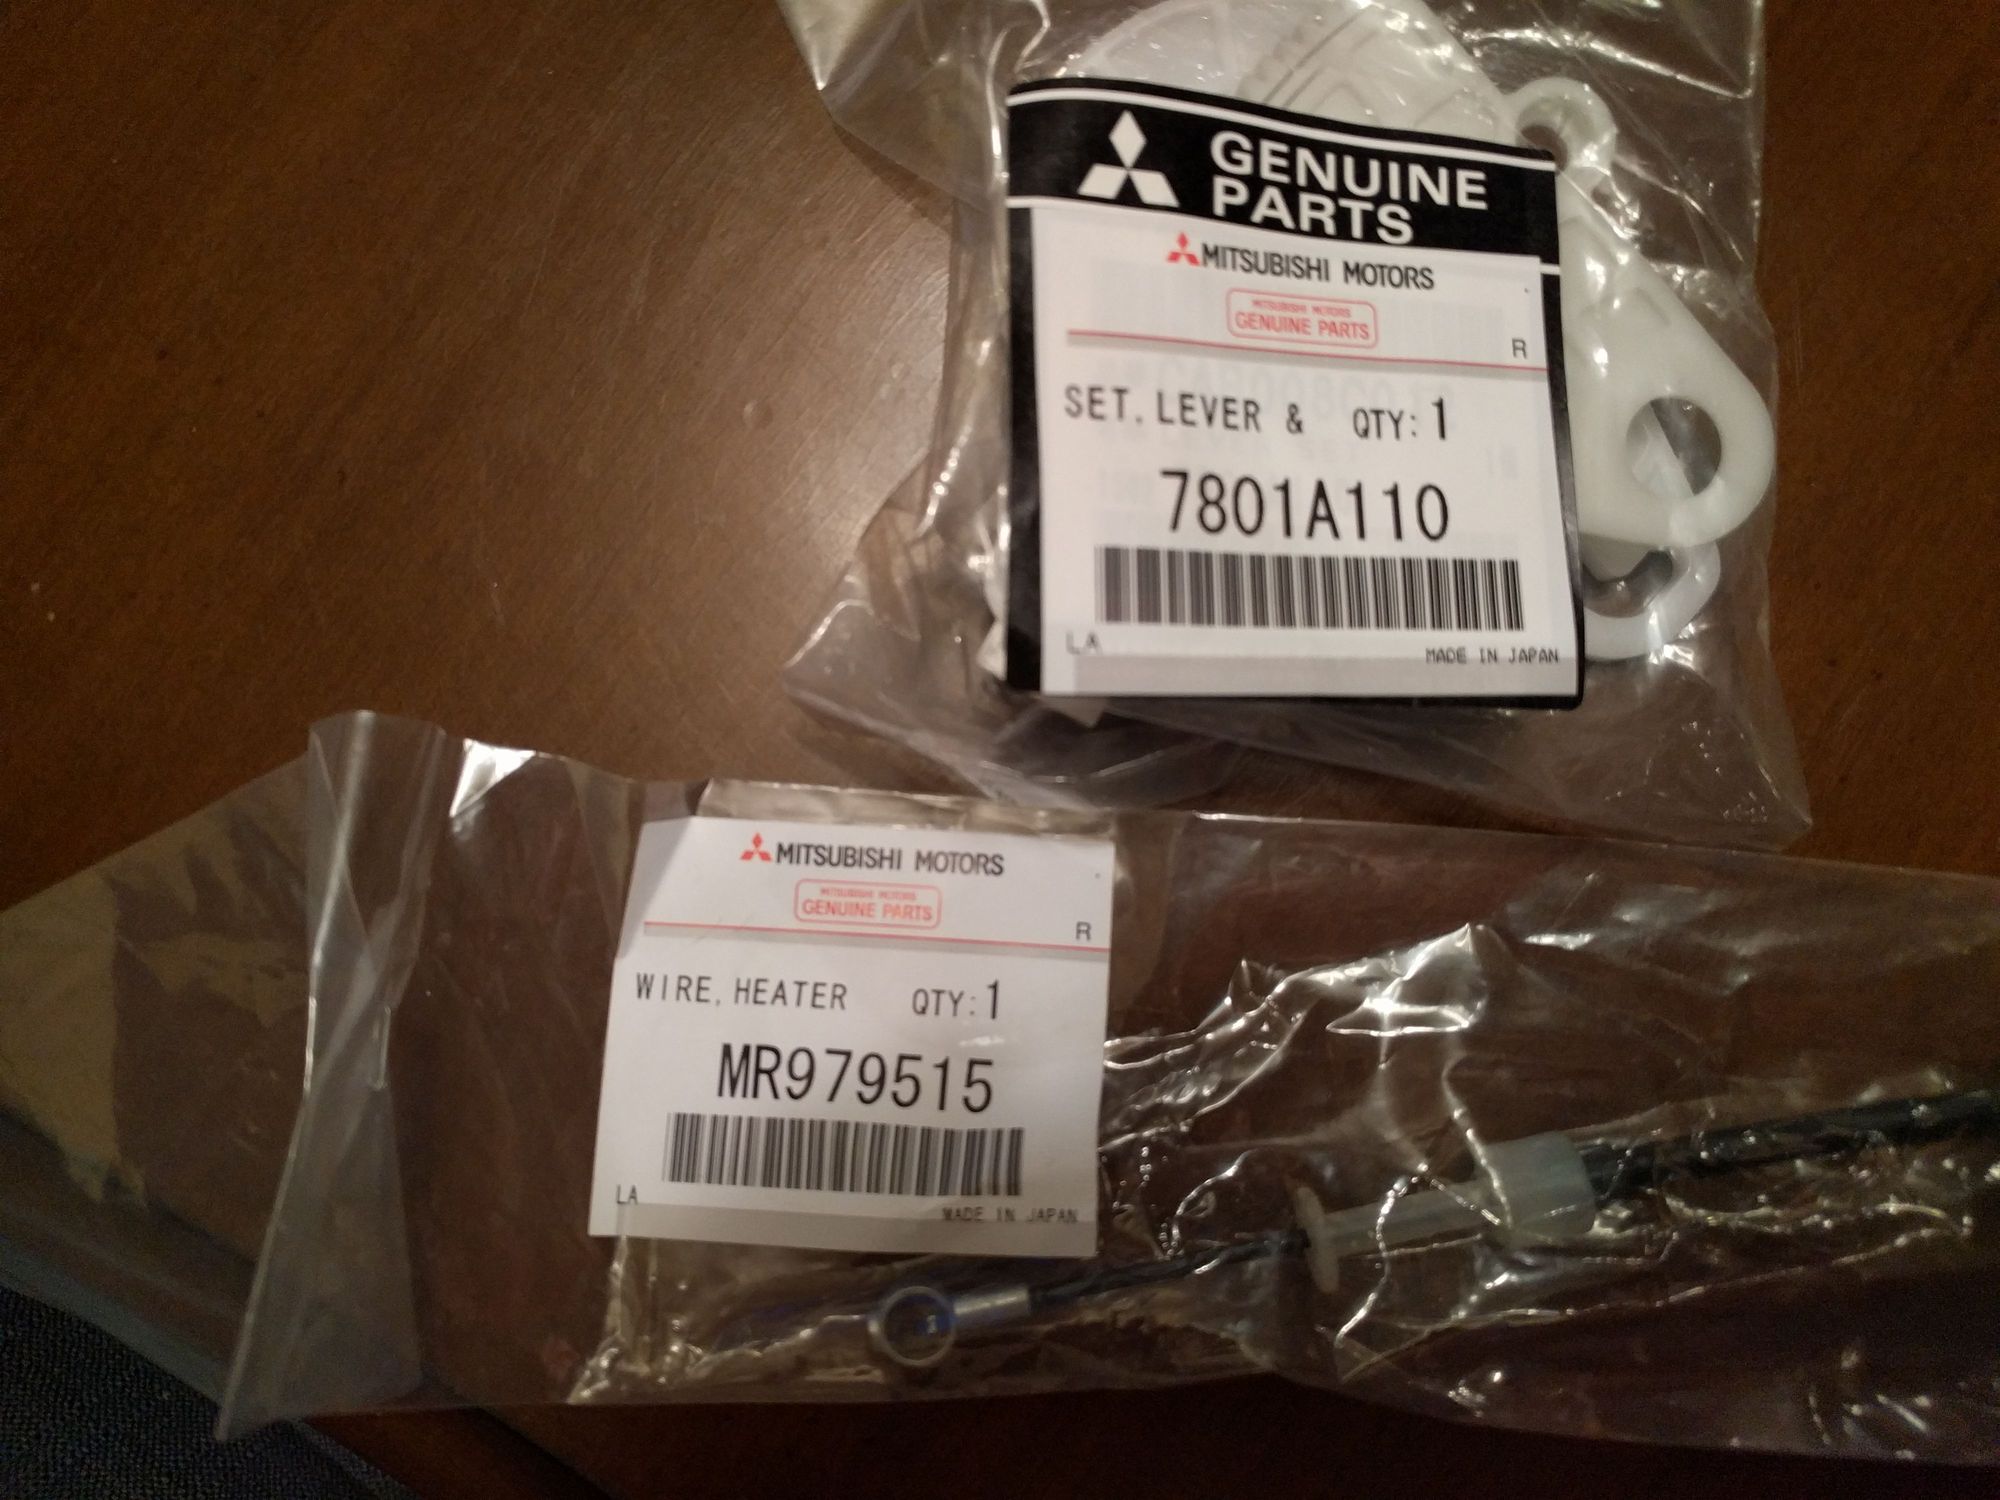 GENUINE
PARTS
MITSUBISHI MOTORS
MITSUBISHI MOTORS
GENUINE PARTS
R
SET, LEVER & QTY: 1
7801A110
LA
MADE IN JAPAN
MITSUBISHI MOTORS
MITSUBISHI MOTORS
GENUINE PARTS
R
WIRE, HEATER QTY: 1
MR979515
LA
MADE IN JAPAN